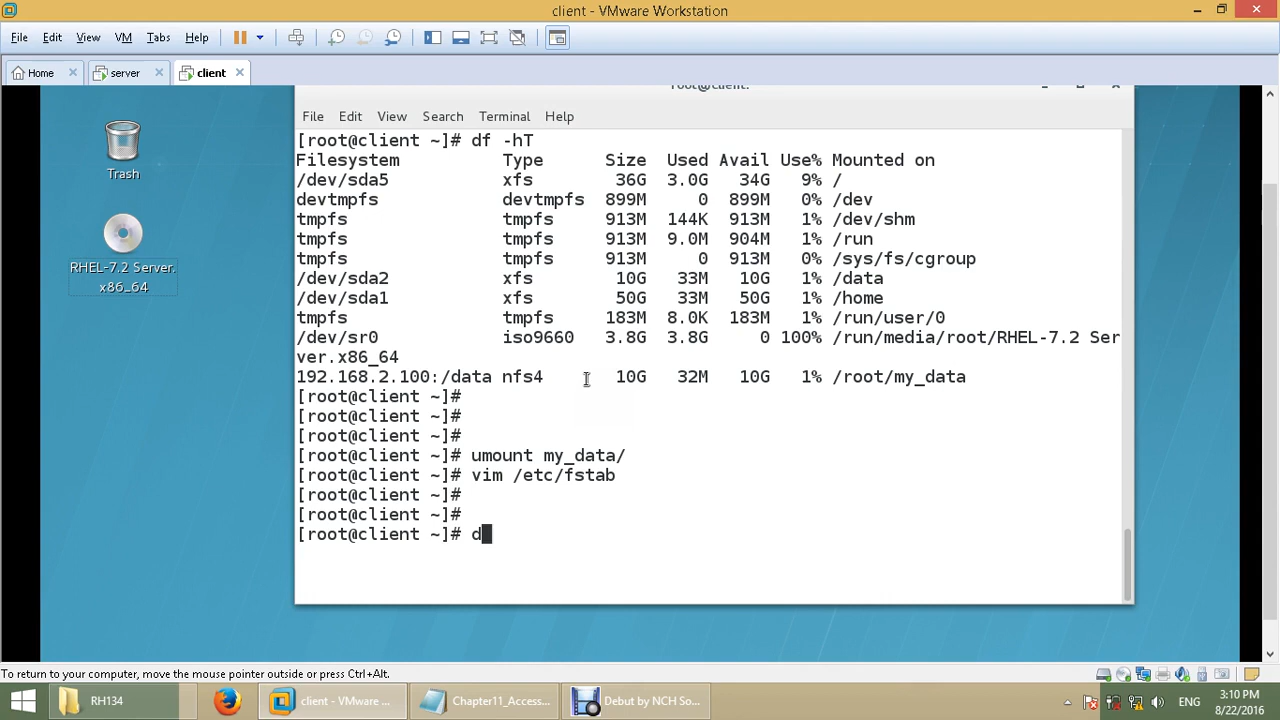 client - VMware Workstation
File Edit View VM Tabs Help
Home server client
root@client:
File Edit View Search Terminal Help
[root@client ~]# df -hT
Filesystem Type Size Used Avail Use% Mounted on
/dev/sda5 xfs 36G 3.0G 34G 9% /
devtmpfs devtmpfs 899M 0 899M 0% /dev
tmpfs tmpfs 913M 144K 913M 1% /dev/shm
tmpfs tmpfs 913M 9.0M 904M 1% /run
tmpfs tmpfs 913M 0 913M 0% /sys/fs/cgroup
/dev/sda2 xfs 10G 33M 10G 1% /data
/dev/sda1 xfs 50G 33M 50G 1% /home
tmpfs tmpfs 183M 8.0K 183M 1% /run/user/0
/dev/sr0 iso9660 3.8G 3.8G 0 100% /run/media/root/RHEL-7.2 Ser
ver.x86_64
192.168.2.100:/data nfs4 10G 32M 10G 1% /root/my_data
[root@client ~]#
[root@client ~]#
[root@client ~]#
[root@client ~]# umount my_data/
[root@client ~]# vim /etc/fstab
[root@client ~]#
[root@client ~]#
[root@client ~]# d
Trash
RHEL-7.2 Server.
x86_64
To return to your computer, move the mouse pointer outside or press Ctrl+Alt.
RH134
client - VMware ...
Chapter11_Access...
Debut by NCH So...
ENG
3:10 PM
8/22/2016